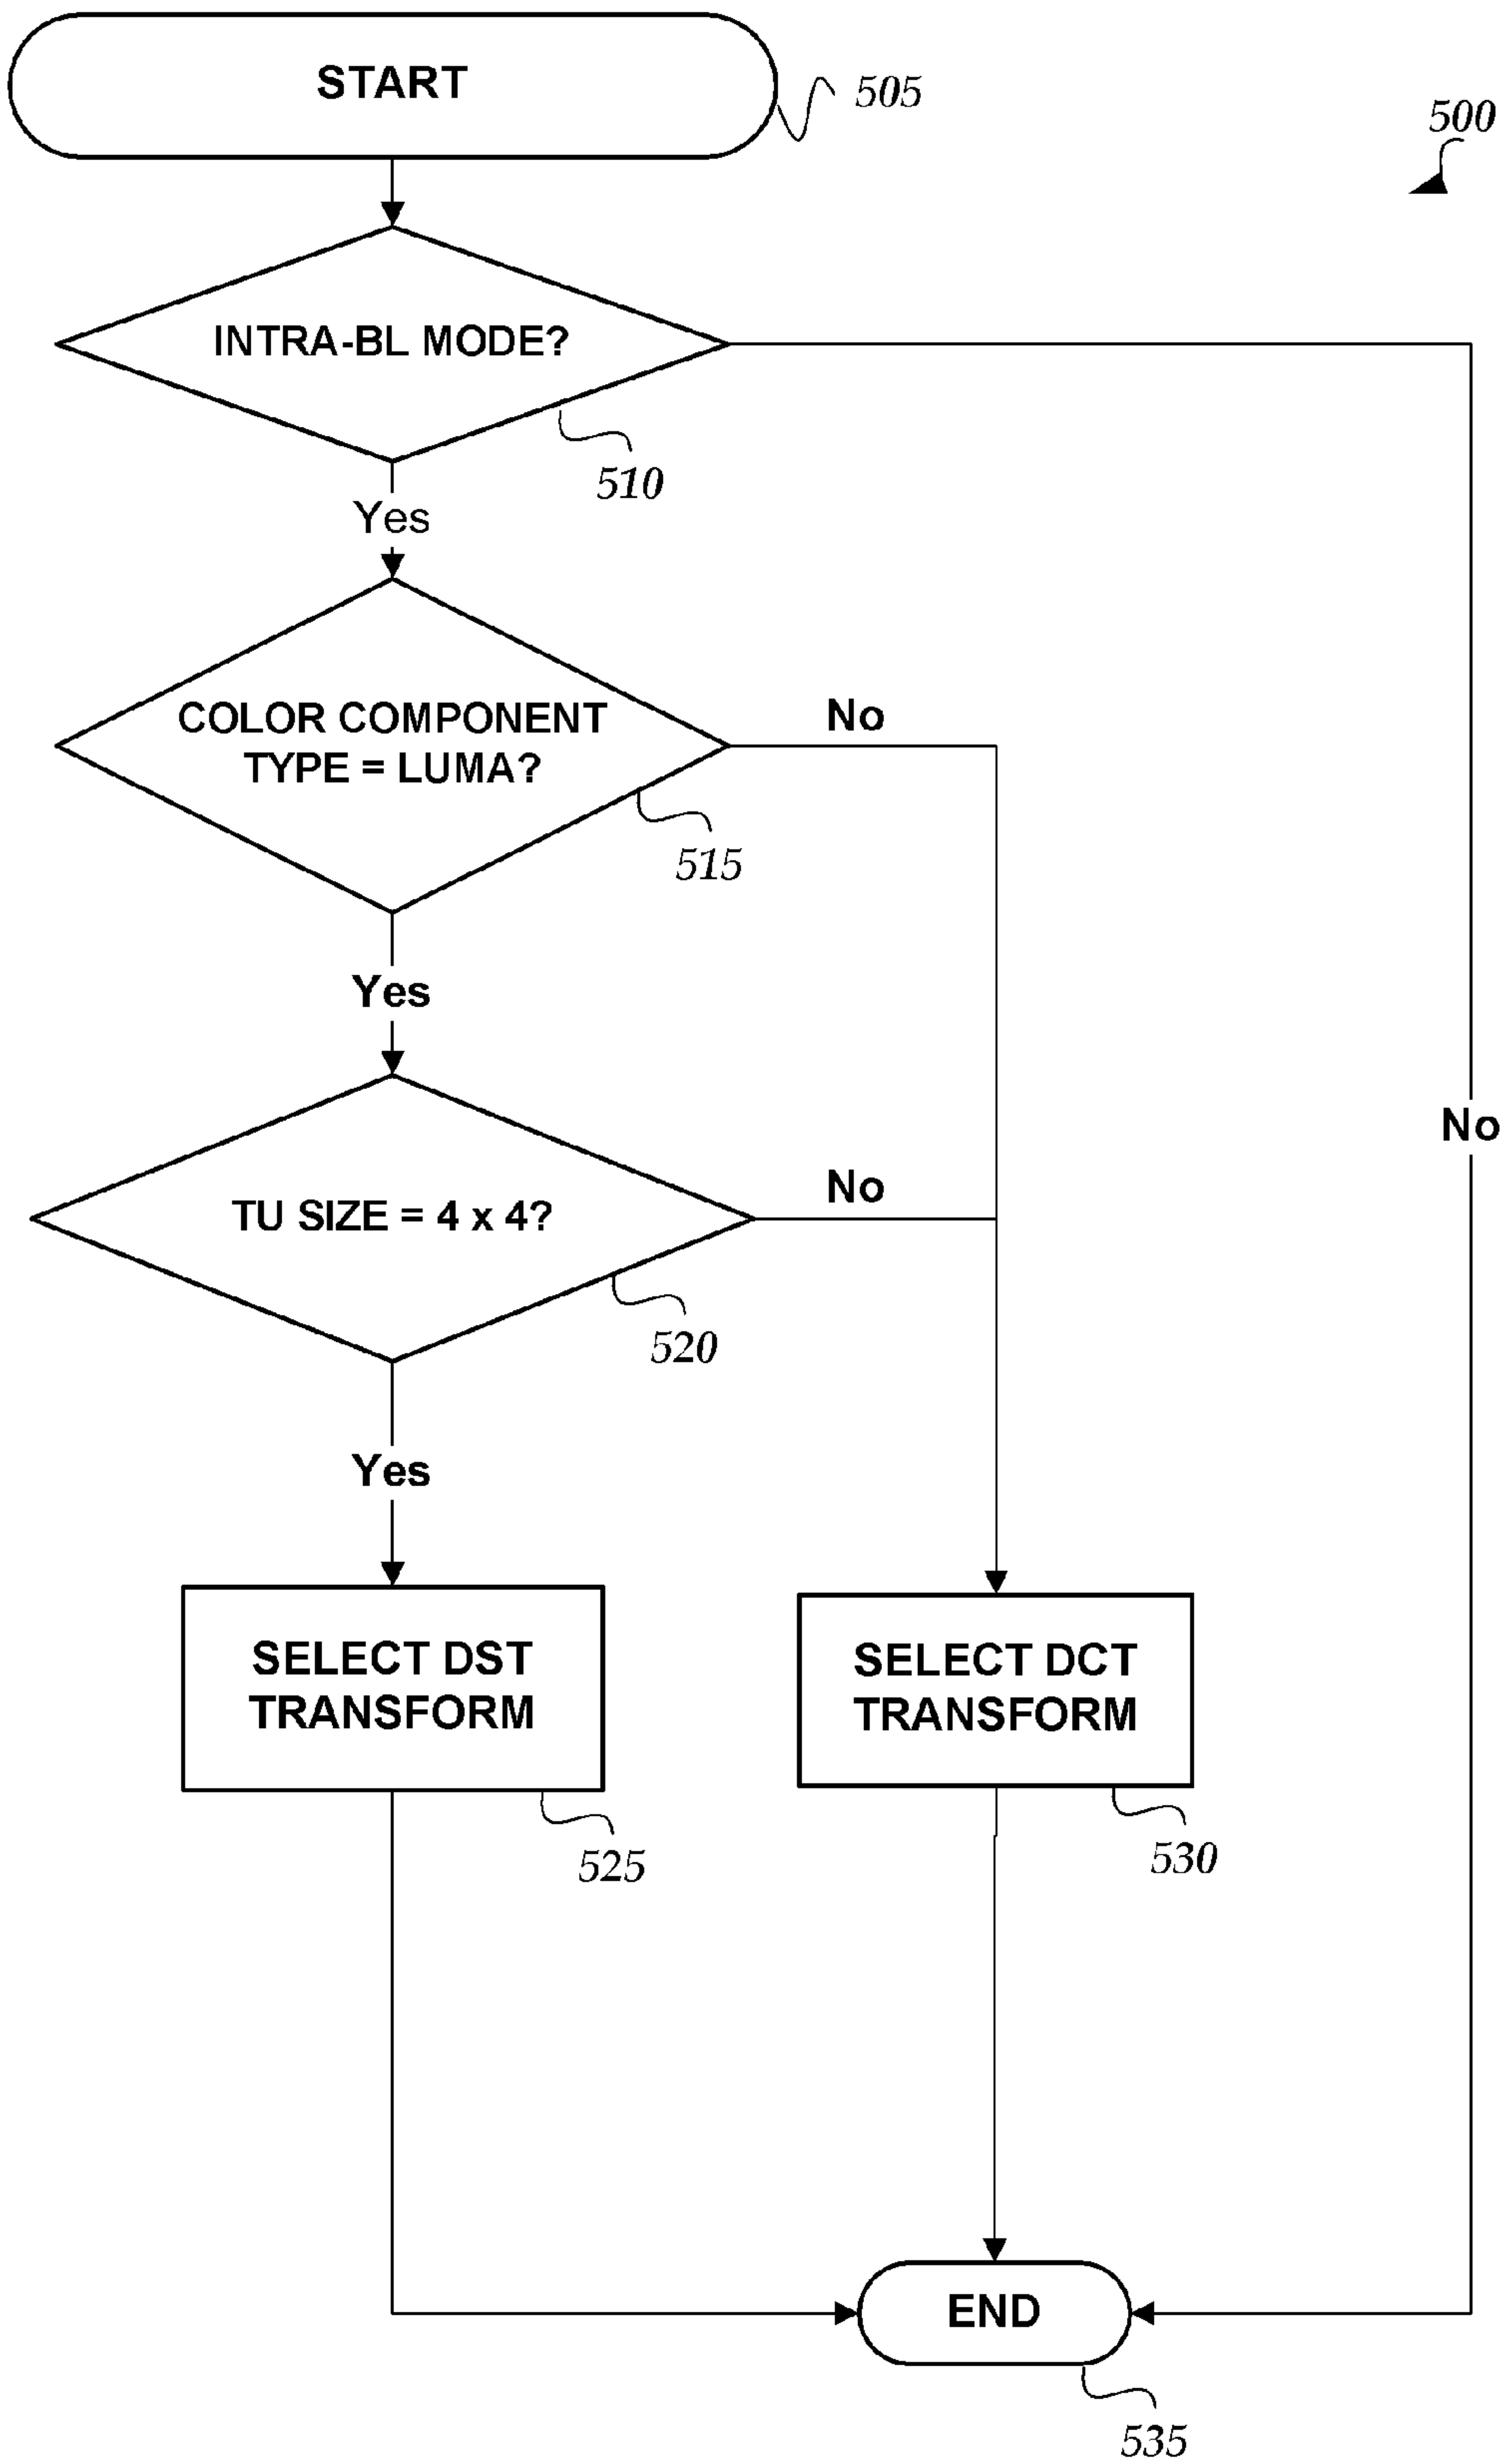 START
505
500
INTRA-BL MODE?
510
Yes
COLOR COMPONENT
TYPE = LUMA?
No
515
Yes
No
TU SIZE = 4 x 4?
No
520
Yes
SELECT DST
TRANSFORM
SELECT DCT
TRANSFORM
525
530
END
535